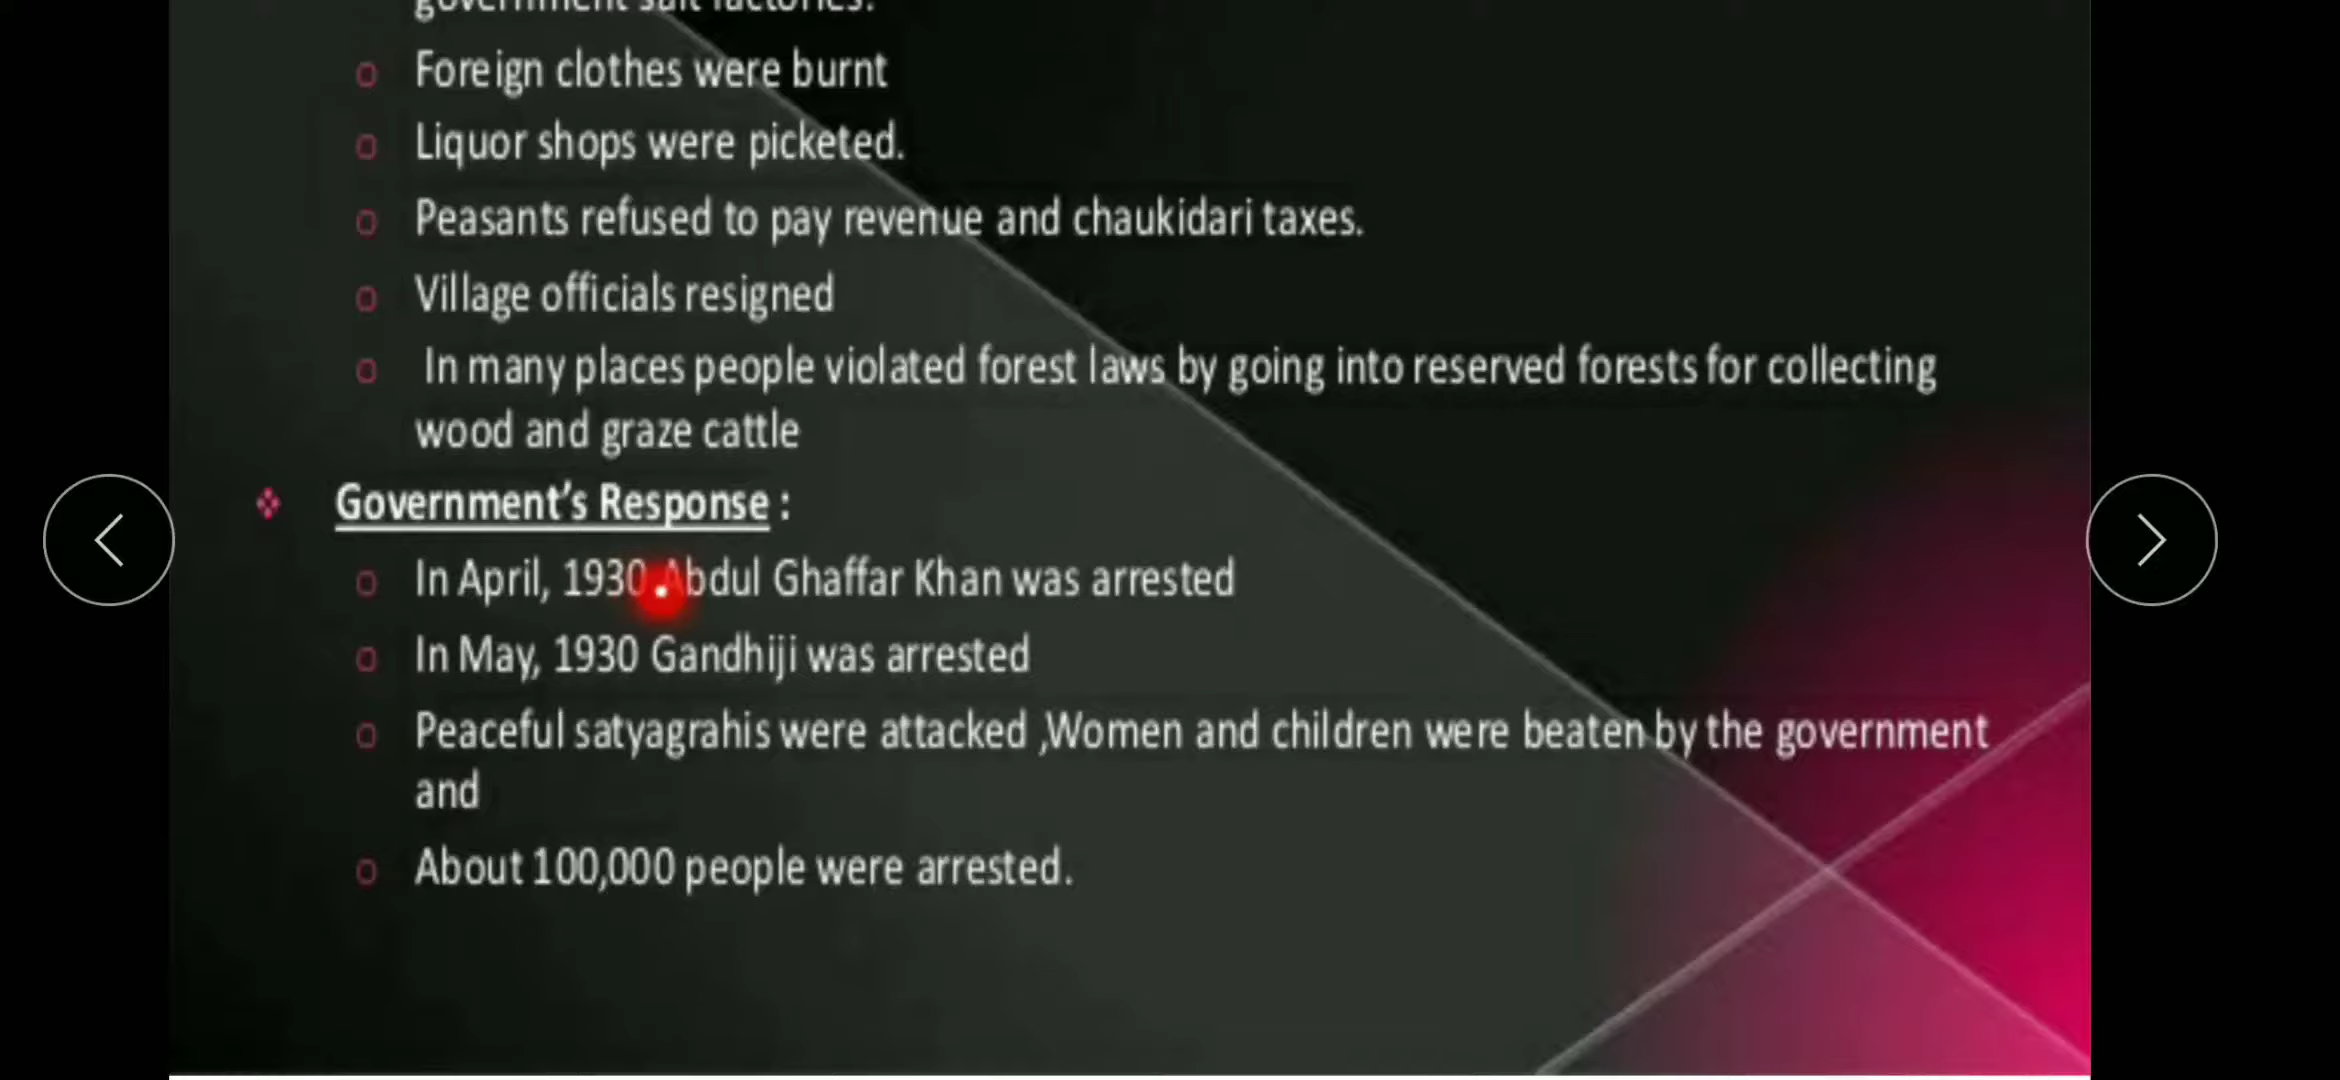 government salt factories.
Foreign clothes were burnt
Liquor shops were picketed.
Peasants refused to pay revenue and chaukidari taxes.
Village officials resigned
In many places people violated forest laws by going into reserved forests for collecting
wood and graze cattle
Government's Response :
In April, 1930 Abdul Ghaffar Khan was arrested
In May, 1930 Gandhiji was arrested
Peaceful satyagrahis were attacked ,Women and children were beaten by the government
and
About 100,000 people were arrested.